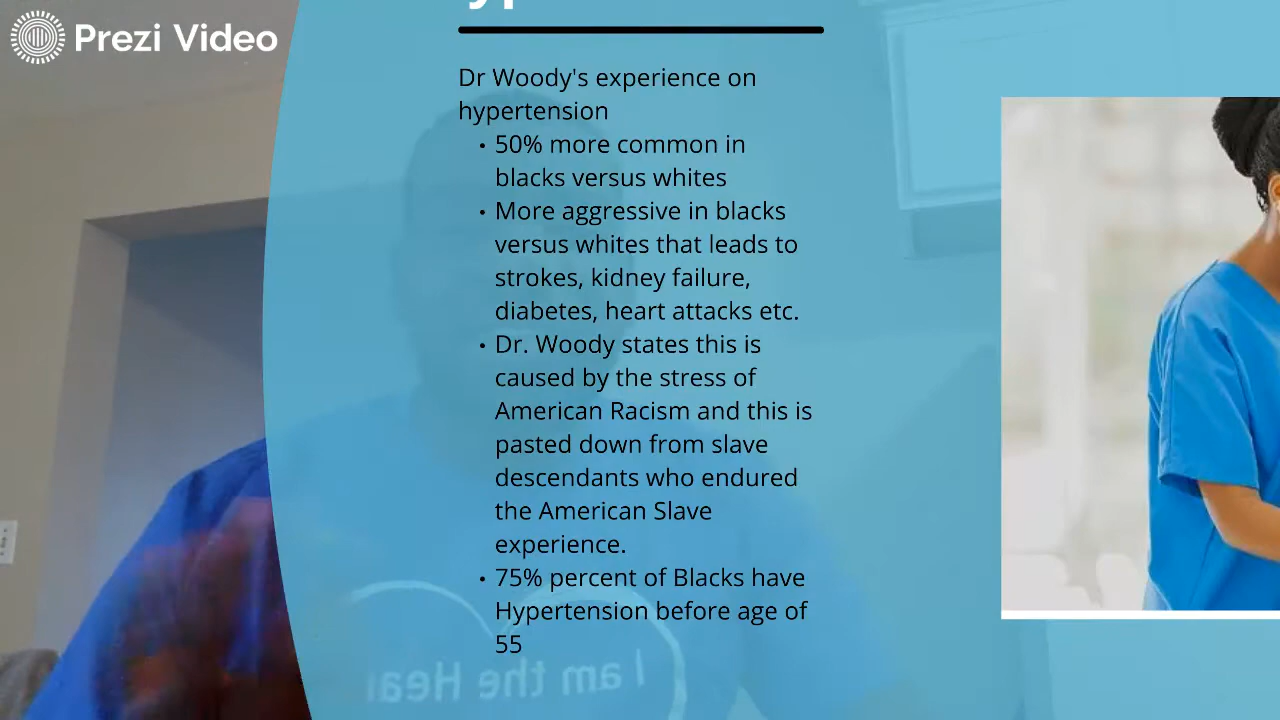 Prezi Video
Dr Woody's experience on
hypertension
• 50% more common in
blacks versus whites
• More aggressive in blacks
versus whites that leads to
strokes, kidney failure,
diabetes, heart attacks etc.
• Dr. Woody states this is
caused by the stress of
American Racism and this is
pasted down from slave
descendants who endured
the American Slave
experience.
• 75% percent of Blacks have
Hypertension before age of
55
I am the Hea